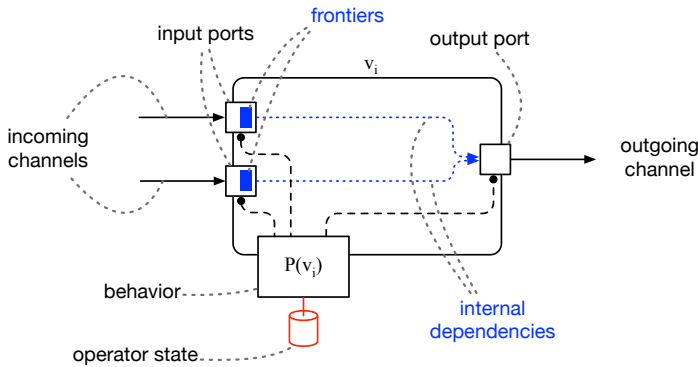 frontiers
input ports
output port
v_i
incoming
channels
outgoing
channel
P(v_i)
behavior
internal
dependencies
operator state